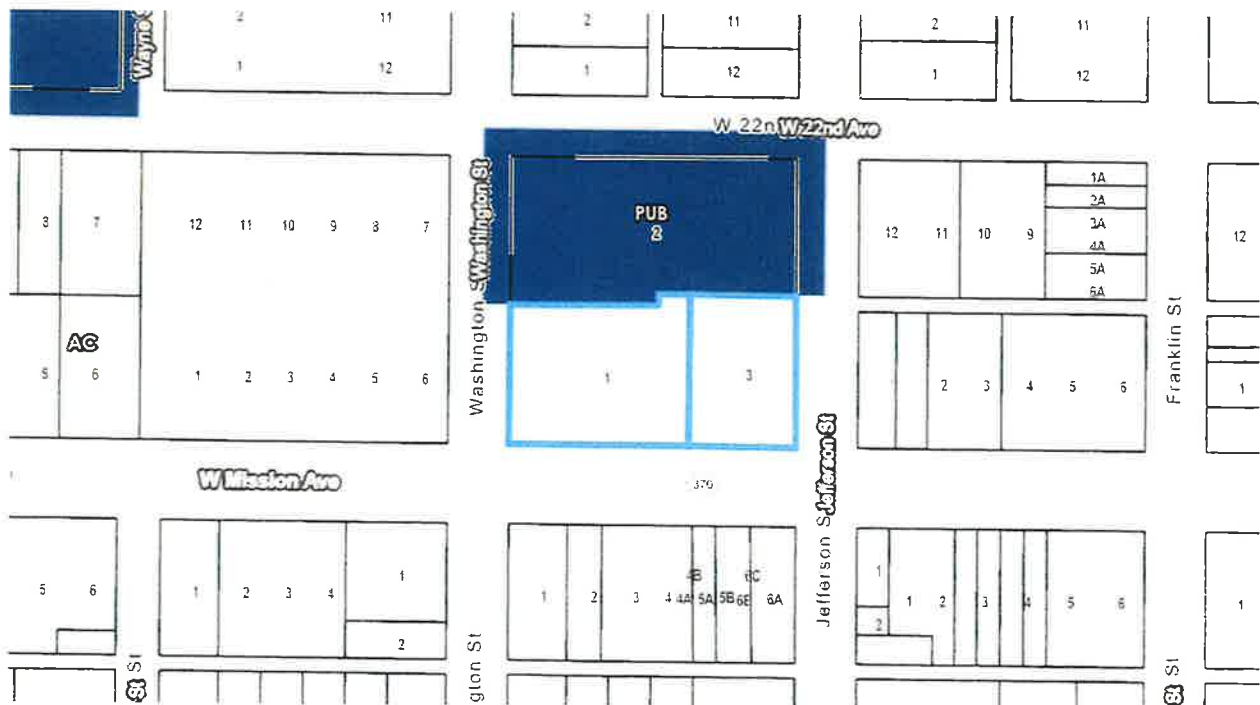 Wayne St
2 11
1 12
2
1
11
12
2
1
11
12
W 22n W 22nd Ave
8 7
AC
5 6
12 11 10 9 8 7
1 2 3 4 5 6
Washington S
Washington St
PUB
2
1 3
12 11 10 9
1A
2A
3A
4A
5A
6A
2 3 4 5 6
Franklin St
12
1
W Mission Ave
Jefferson S
Jefferson St
5 6
St
St
1 2 3 4
1
2
gton St
1 2 3 4 4A 5A 5B 6A
1
2
1 2 3 4 5 6
1
St
St